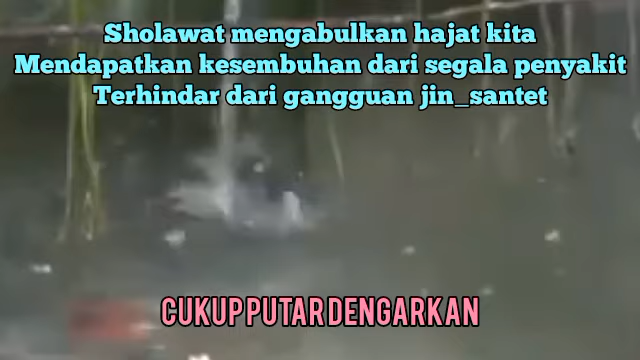 Sholawat mengabulkan hajat kita
Mendapatkan kesembuhan dari segala penyakit
Terhindar dari gangguan jin_santet
CUKUP PUTAR DENGARKAN